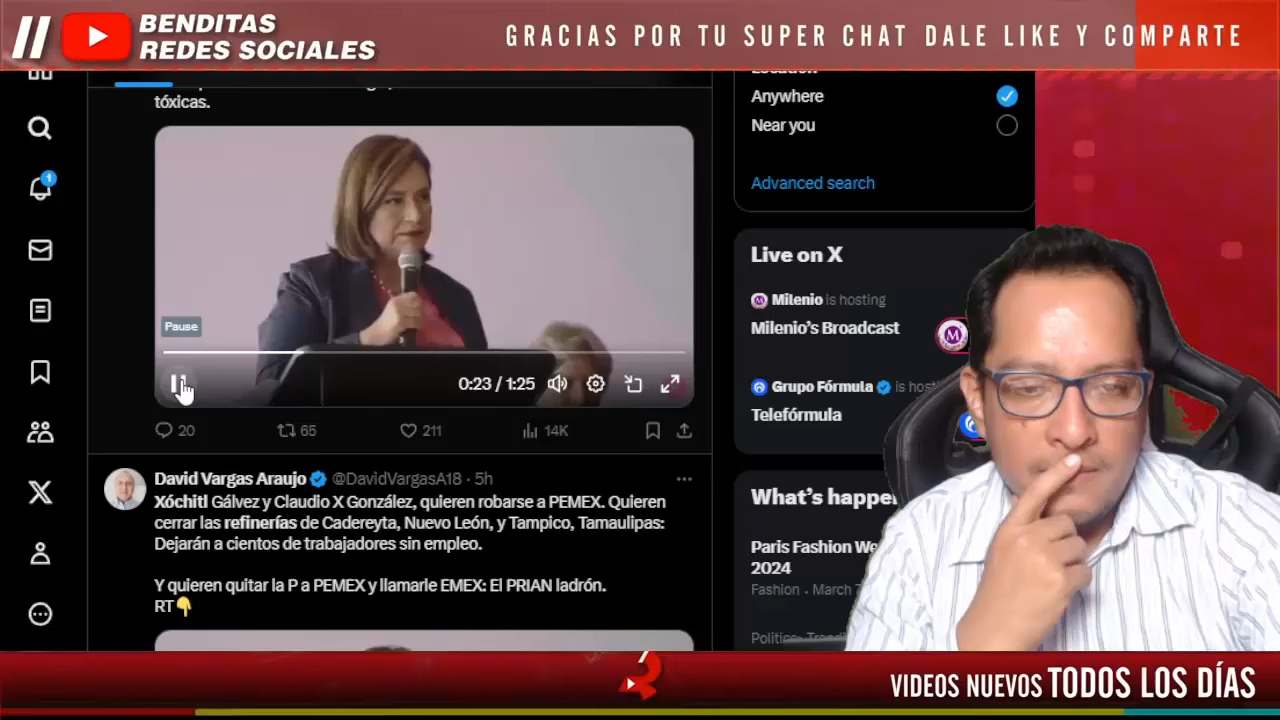 BENDITAS
REDES SOCIALES
GRACIAS POR TU SUPER CHAT DALE LIKE Y COMPARTE
tóxicas.
Pause
0:23 / 1:25
20
65
211
14K
David Vargas Araujo @DavidVargasA18 · 5h
Xóchitl Gálvez y Claudio X González, quieren robarse a PEMEX. Quieren
cerrar las refinerías de Cadereyta, Nuevo León, y Tampico, Tamaulipas:
Dejarán a cientos de trabajadores sin empleo.
Y quieren quitar la P a PEMEX y llamarle EMEX: El PRIAN ladrón.
RT👇
Location
Anywhere
Near you
Advanced search
Live on X
Milenio is hosting
Milenio's Broadcast
Grupo Fórmula is
Telefórmula
What's
Paris Fashion
2024
Fashion · March
VIDEOS NUEVOS TODOS LOS DÍAS